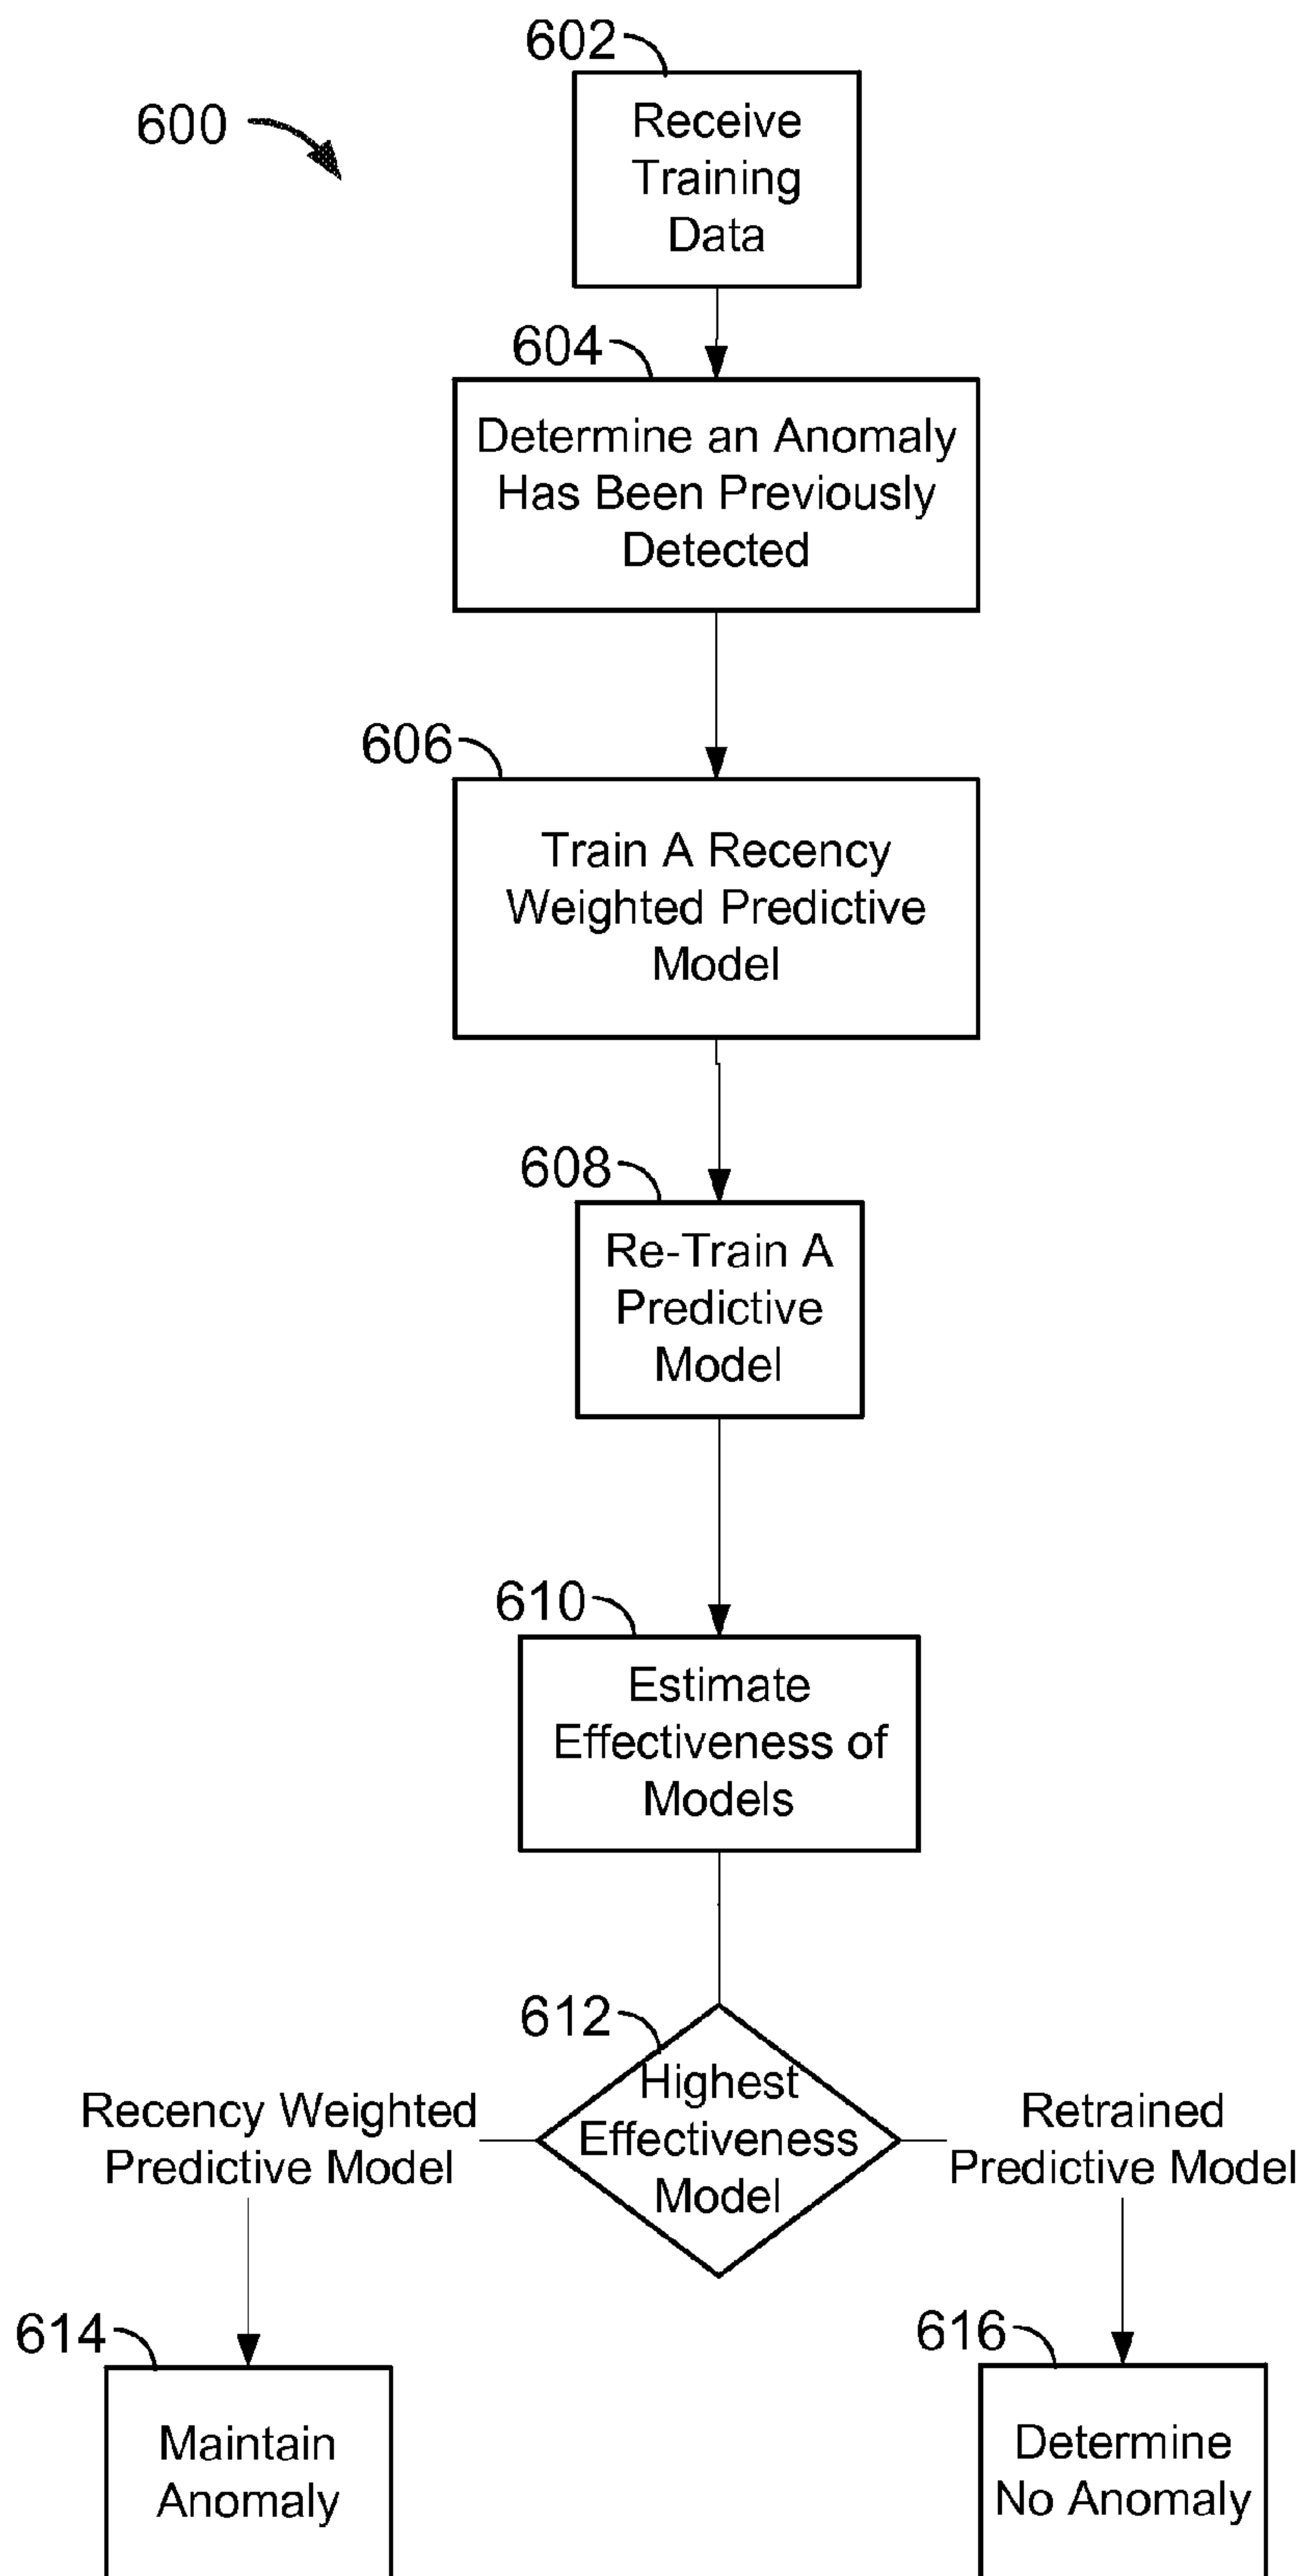 602
600
Receive
Training
Data
604
Determine an Anomaly
Has Been Previously
Detected
606
Train A Recency
Weighted Predictive
Model
608
Re-Train A
Predictive
Model
610
Estimate
Effectiveness of
Models
612
Highest
Effectiveness
Model
Recency Weighted
Predictive Model
Retrained
Predictive Model
614
Maintain
Anomaly
616
Determine
No Anomaly